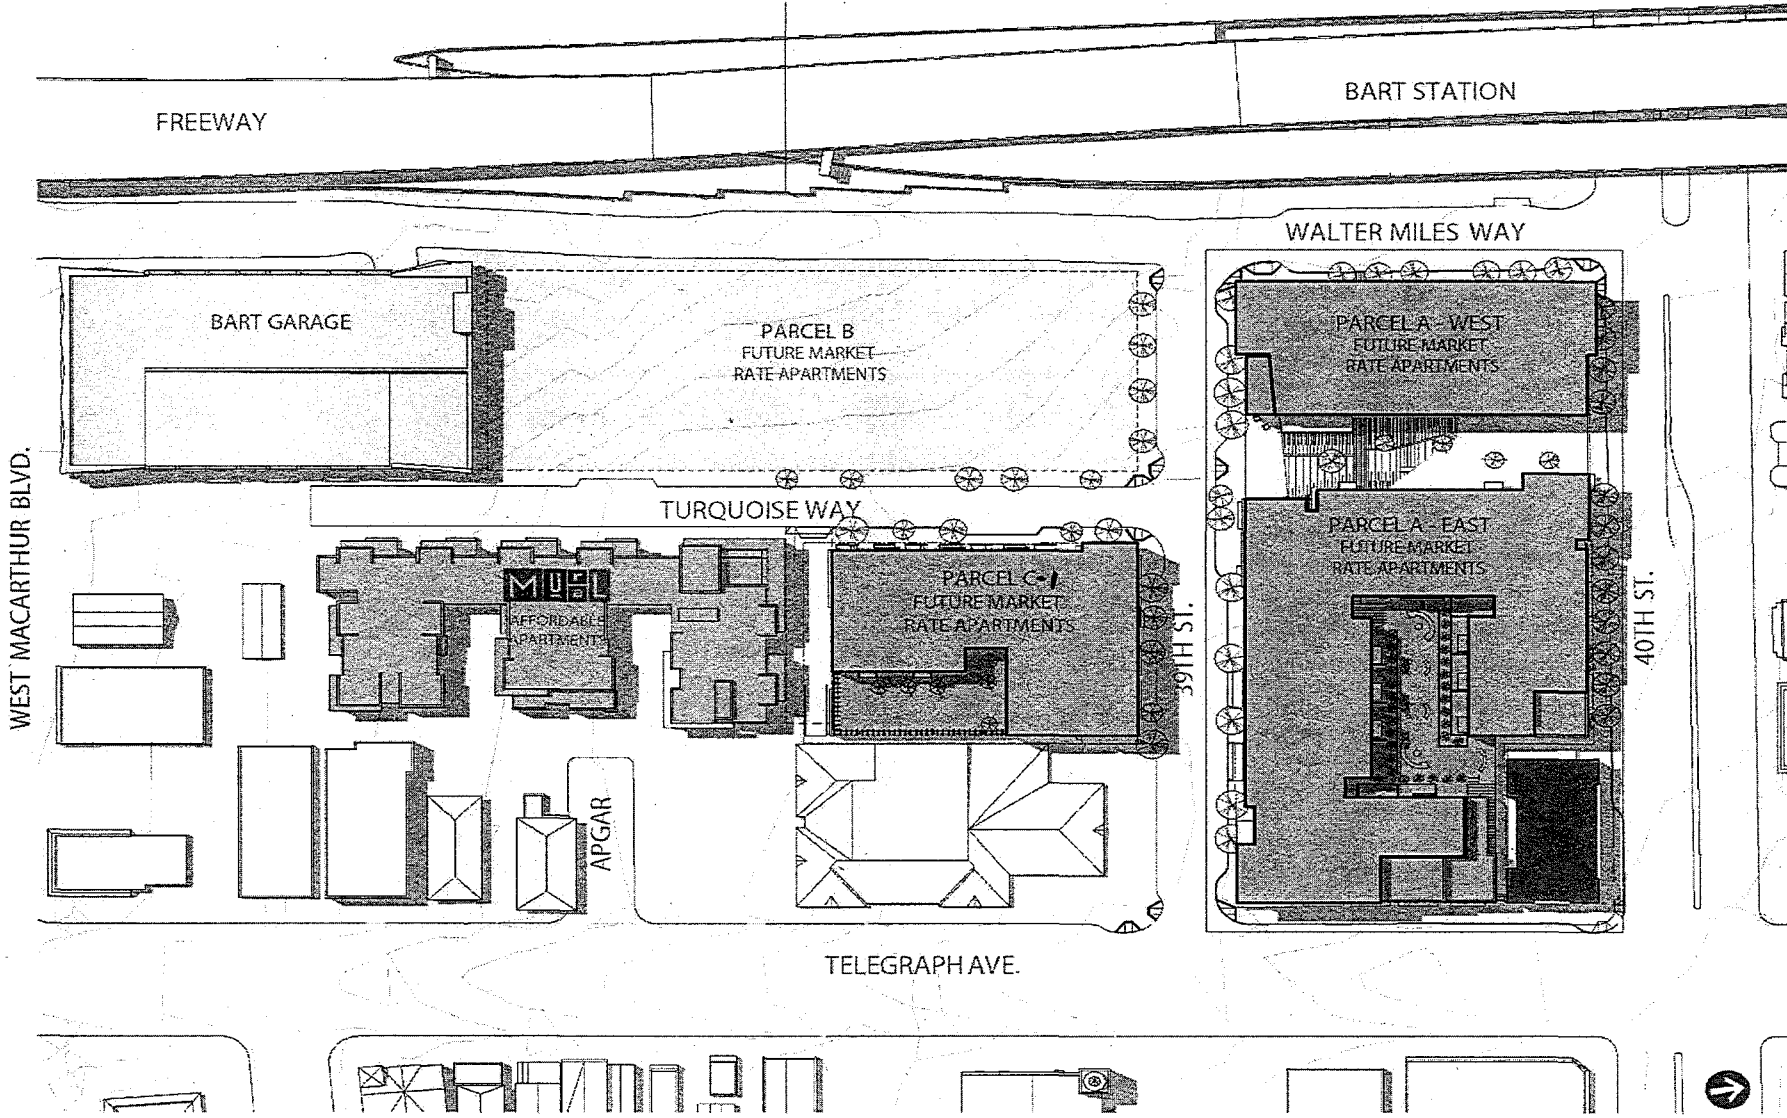 BART STATION
FREEWAY
WALTER MILES WAY
BART GARAGE
PARCEL B
FUTURE MARKET
RATE APARTMENTS
PARCEL A - WEST
FUTURE MARKET
RATE APARTMENTS
WEST MACARTHUR BLVD.
TURQUOISE WAY
PARCEL A - EAST
FUTURE MARKET
RATE APARTMENTS
MURAL
AFFORDABLE
APARTMENTS
PARCEL C-1
FUTURE MARKET
RATE APARTMENTS
39TH ST.
40TH ST.
APGAR
TELEGRAPH AVE.